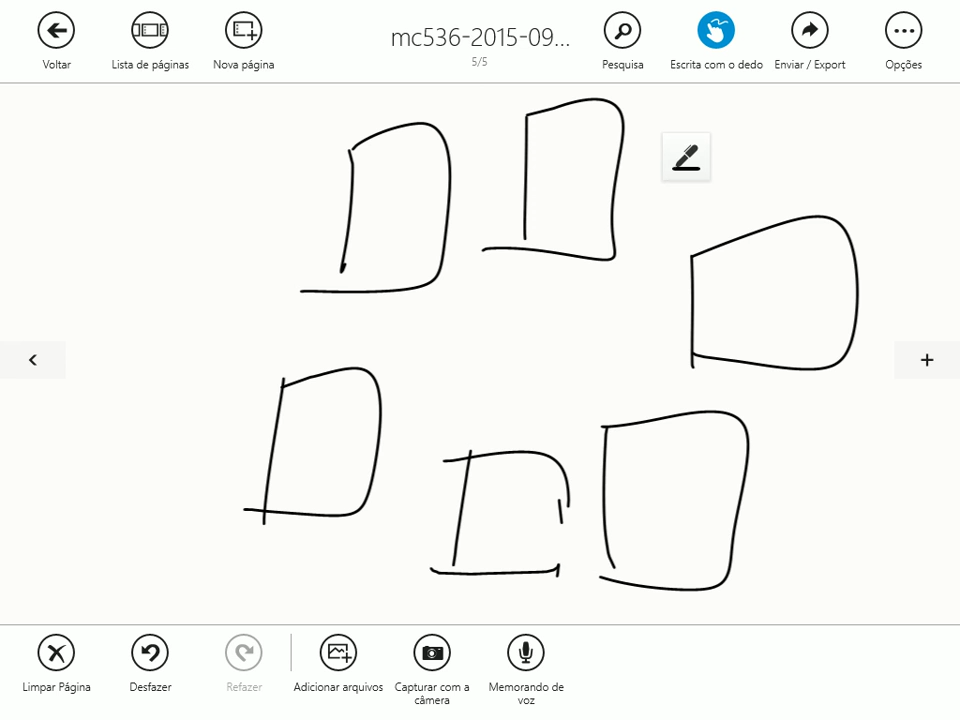 mc536-2015-09...
5/5
Voltar
Lista de páginas
Nova página
Pesquisa
Escrita com o dedo
Enviar / Export
Opções
Limpar Página
Desfazer
Refazer
Adicionar arquivos
Capturar com a
câmera
Memorando de
voz